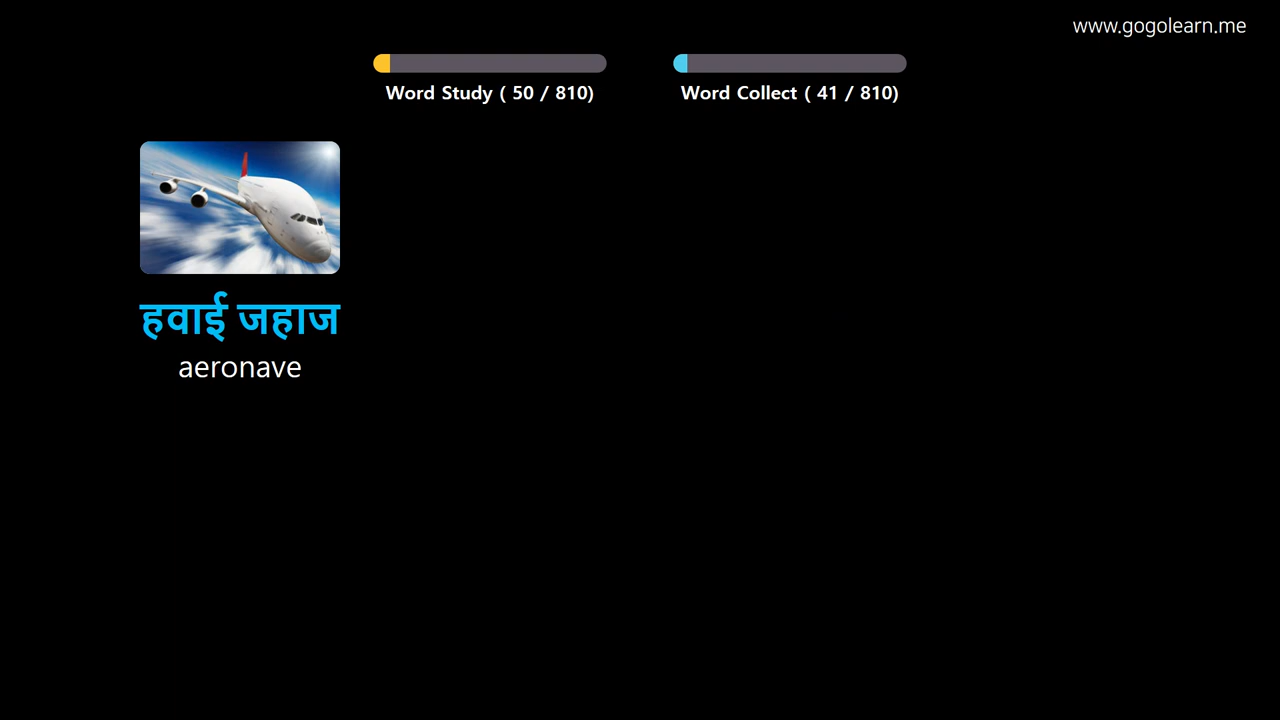 www.gogolearn.me
Word Study ( 50 / 810)
Word Collect ( 41 / 810)
हवाई जहाज
aeronave